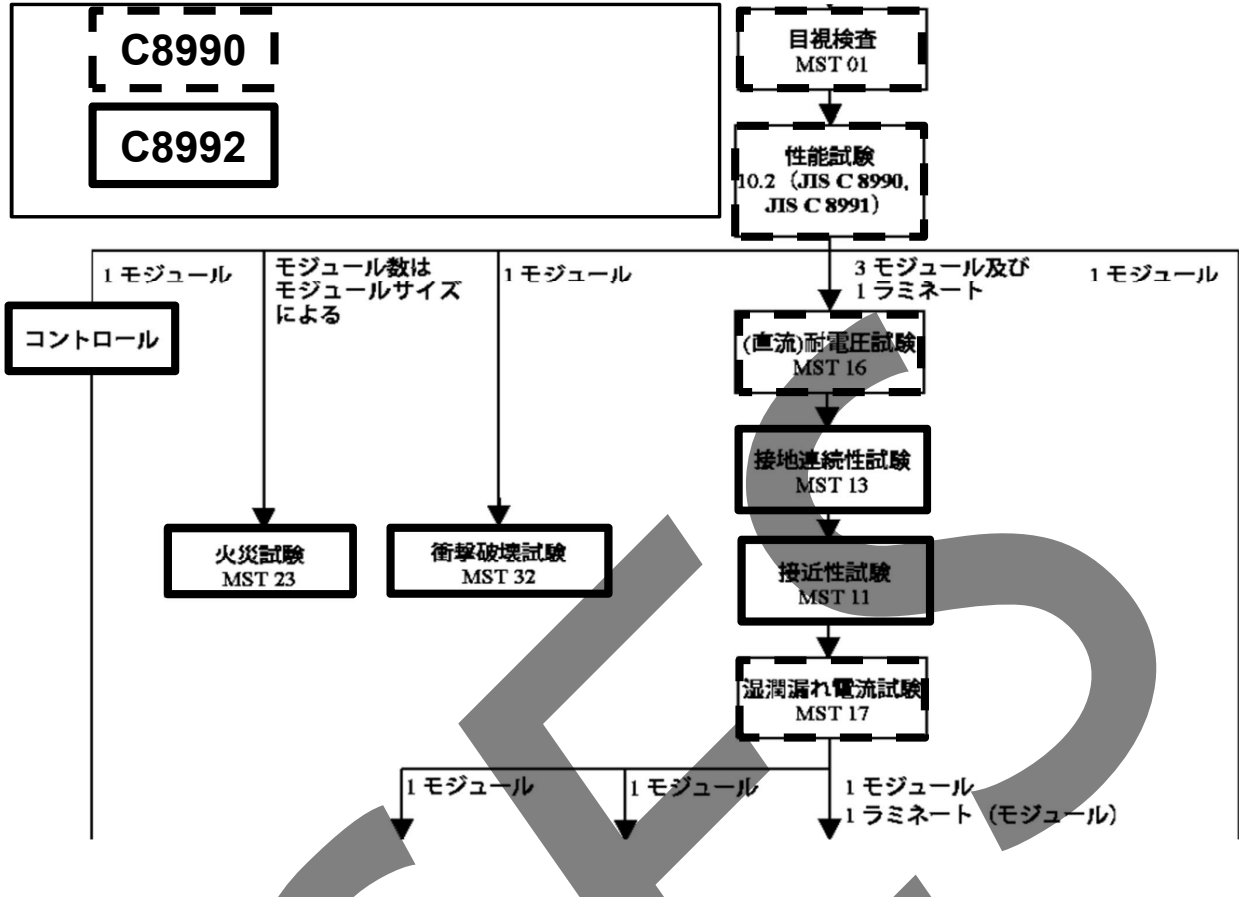 C8990
C8992
目視検査
MST 01
性能試験
10.2（JIS C 8990,
JIS C 8991）
1 モジュール
モジュール数は
モジュールサイズ
による
1 モジュール
3 モジュール及び
1 ラミネート
1 モジュール
コントロール
(直流)耐電圧試験
MST 16
接地連続性試験
MST 13
火災試験
MST 23
衝撃破壊試験
MST 32
接近性試験
MST 11
湿潤漏れ電流試験
MST 17
1 モジュール
1 モジュール
1 モジュール
1 ラミネート（モジュール）